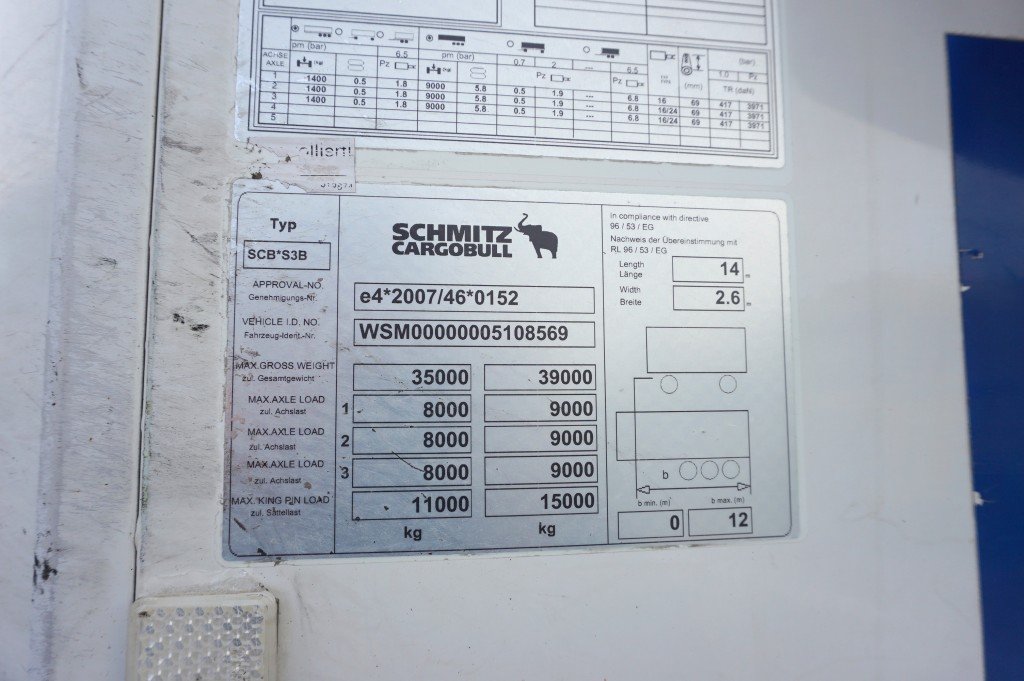 pm (bar) 6.5 pm (bar) 0.7 2 --- 6.5 (bar)
ACHSE
AXLE Pz Pz Pz (mm) 1.0 Pz
TR (daN)
1 1400 0.5 1.8 9000 5.8 0.5 1.9 --- 6.8 16 69 417 3971
2 1400 0.5 1.8 9000 5.8 0.5 1.9 --- 6.8 16/24 69 417 3971
3 1400 0.5 1.8 9000 5.8 0.5 1.9 --- 6.8 16/24 69 417 3971
4
5
Typ
SCB*S3B
SCHMITZ
CARGOBULL
APPROVAL-NO.
Genehmigungs-Nr.
e4*2007/46*0152
VEHICLE I.D. NO.
Fahrzeug-Ident.-Nr.
WSM00000005108569
MAX.GROSS WEIGHT
zul. Gesamtgewicht
35000 39000
MAX.AXLE LOAD
zul. Achslast
1 8000 9000
MAX.AXLE LOAD
zul. Achslast
2 8000 9000
MAX.AXLE LOAD
zul. Achslast
3 8000 9000
MAX. KING PIN LOAD
zul. Sattellast
11000 15000
kg kg
In compliance with directive
96 / 53 / EG
Nachweis der Übereinstimmung mit
RL 96 / 53 / EG
Length
Länge
14 m
Width
Breite
2.6 m
b
b min. (m) b max. (m)
0 12